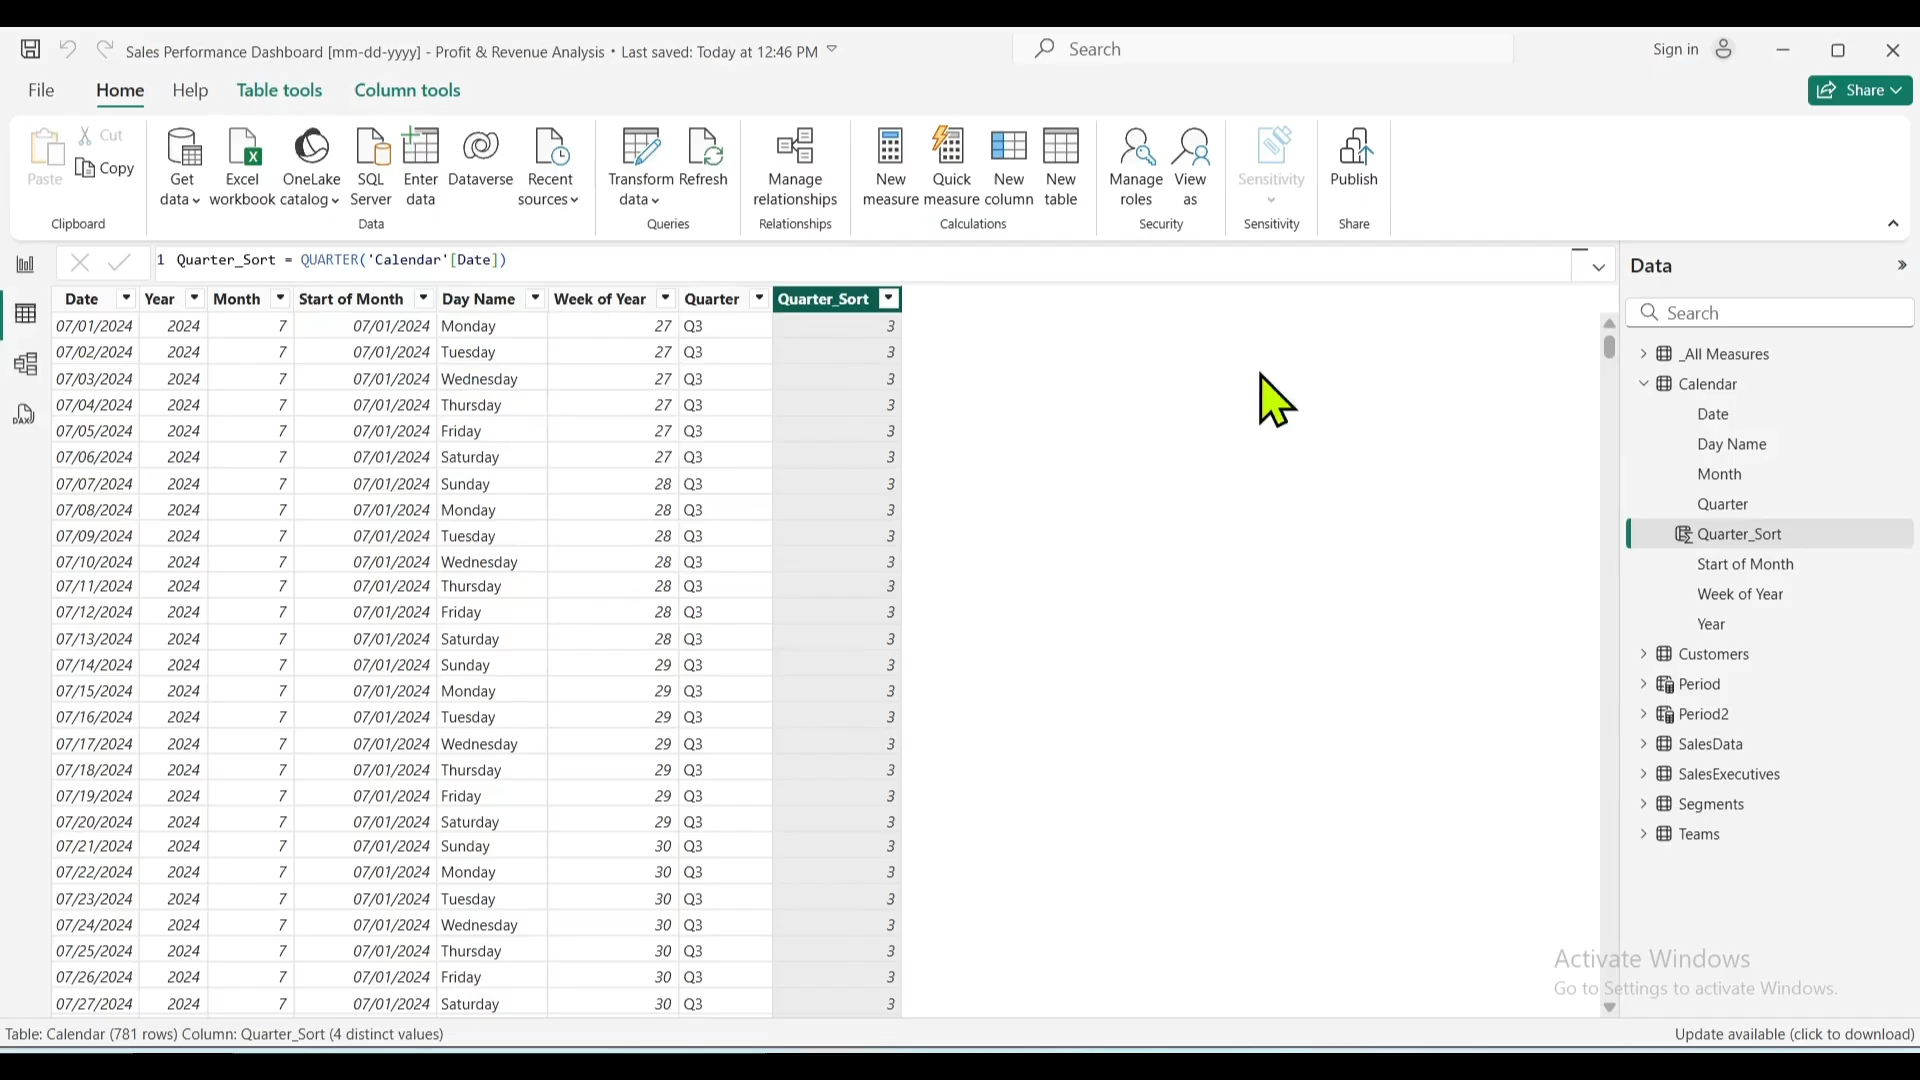 Sales Performance Dashboard [mm-dd-yyyy] - Profit & Revenue Analysis • Last saved: Today at 12:46 PM
Search
Sign in
File Home Help Table tools Column tools
Share
Paste
Cut
Copy
Get data
Excel workbook
OneLake catalog
SQL Server
Enter data
Dataverse
Recent sources
Transform data
Refresh
Manage relationships
New measure
Quick measure
New column
New table
Manage roles
View as
Sensitivity
Publish
Clipboard Data Queries Relationships Calculations Security Sensitivity Share
1 Quarter_Sort = QUARTER('Calendar'[Date])
DAX
Date Year Month Start of Month Day Name Week of Year Quarter Quarter_Sort
07/01/2024 2024 7 07/01/2024 Monday 27 Q3 3
07/02/2024 2024 7 07/01/2024 Tuesday 27 Q3 3
07/03/2024 2024 7 07/01/2024 Wednesday 27 Q3 3
07/04/2024 2024 7 07/01/2024 Thursday 27 Q3 3
07/05/2024 2024 7 07/01/2024 Friday 27 Q3 3
07/06/2024 2024 7 07/01/2024 Saturday 27 Q3 3
07/07/2024 2024 7 07/01/2024 Sunday 28 Q3 3
07/08/2024 2024 7 07/01/2024 Monday 28 Q3 3
07/09/2024 2024 7 07/01/2024 Tuesday 28 Q3 3
07/10/2024 2024 7 07/01/2024 Wednesday 28 Q3 3
07/11/2024 2024 7 07/01/2024 Thursday 28 Q3 3
07/12/2024 2024 7 07/01/2024 Friday 28 Q3 3
07/13/2024 2024 7 07/01/2024 Saturday 28 Q3 3
07/14/2024 2024 7 07/01/2024 Sunday 29 Q3 3
07/15/2024 2024 7 07/01/2024 Monday 29 Q3 3
07/16/2024 2024 7 07/01/2024 Tuesday 29 Q3 3
07/17/2024 2024 7 07/01/2024 Wednesday 29 Q3 3
07/18/2024 2024 7 07/01/2024 Thursday 29 Q3 3
07/19/2024 2024 7 07/01/2024 Friday 29 Q3 3
07/20/2024 2024 7 07/01/2024 Saturday 29 Q3 3
07/21/2024 2024 7 07/01/2024 Sunday 30 Q3 3
07/22/2024 2024 7 07/01/2024 Monday 30 Q3 3
07/23/2024 2024 7 07/01/2024 Tuesday 30 Q3 3
07/24/2024 2024 7 07/01/2024 Wednesday 30 Q3 3
07/25/2024 2024 7 07/01/2024 Thursday 30 Q3 3
07/26/2024 2024 7 07/01/2024 Friday 30 Q3 3
07/27/2024 2024 7 07/01/2024 Saturday 30 Q3 3
Data
Search
_All Measures
Calendar
Date
Day Name
Month
Quarter
Quarter_Sort
Start of Month
Week of Year
Year
Customers
Period
Period2
SalesData
SalesExecutives
Segments
Teams
Activate Windows
Go to Settings to activate Windows.
Table: Calendar (781 rows) Column: Quarter_Sort (4 distinct values)
Update available (click to download)